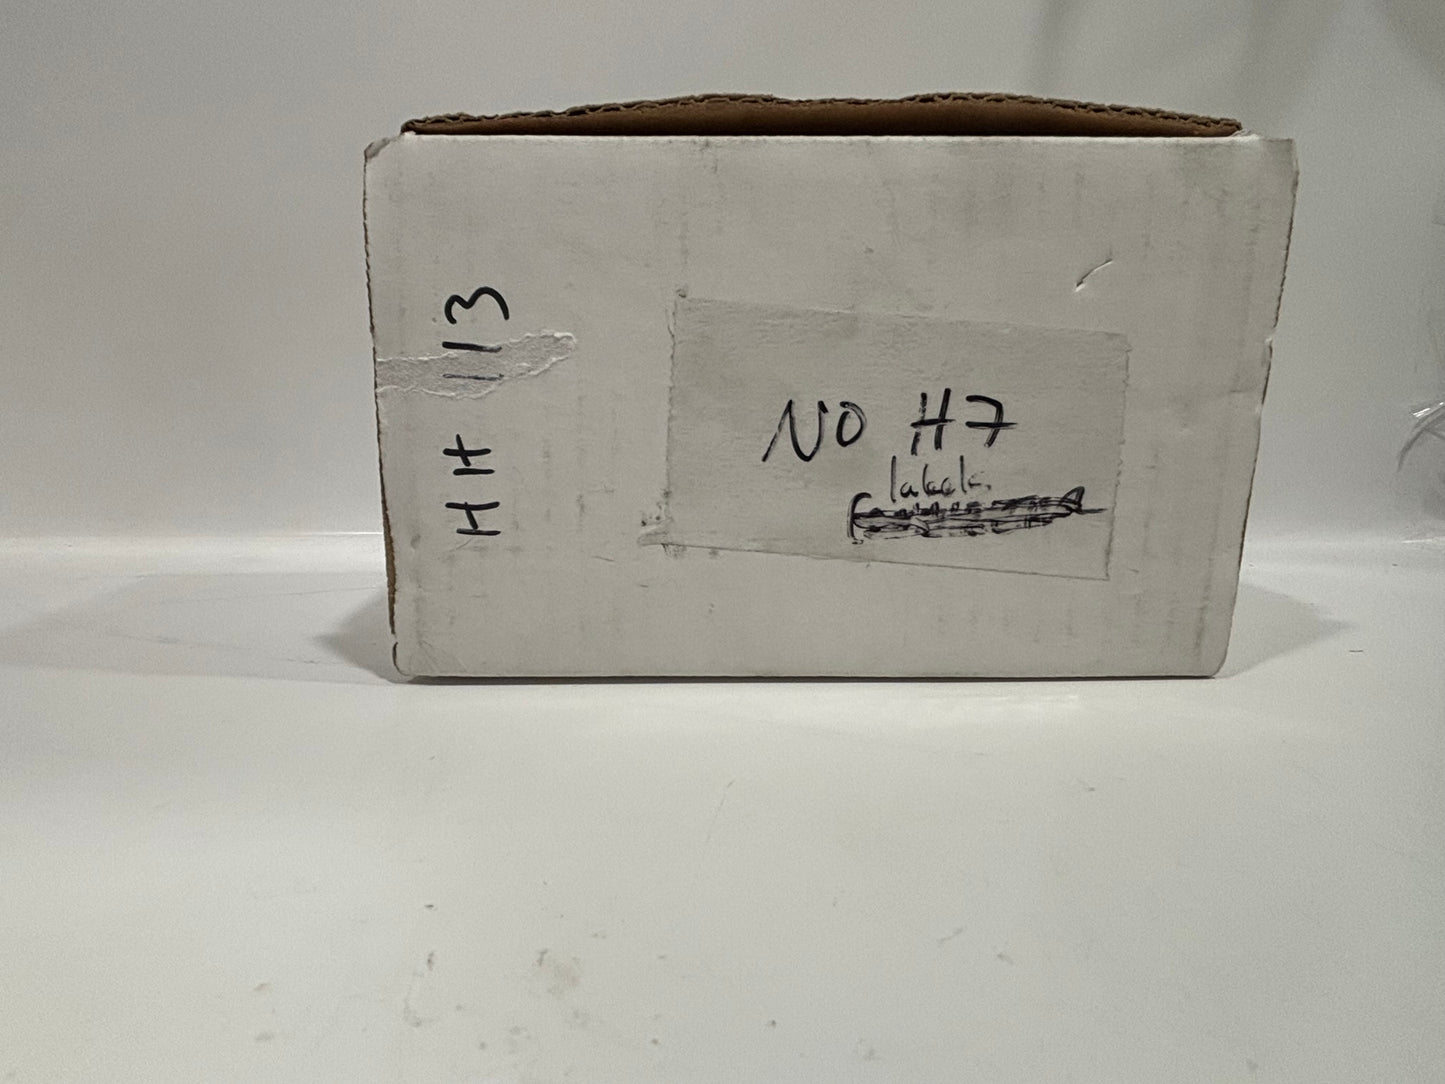 HH 113
NO H7
labels